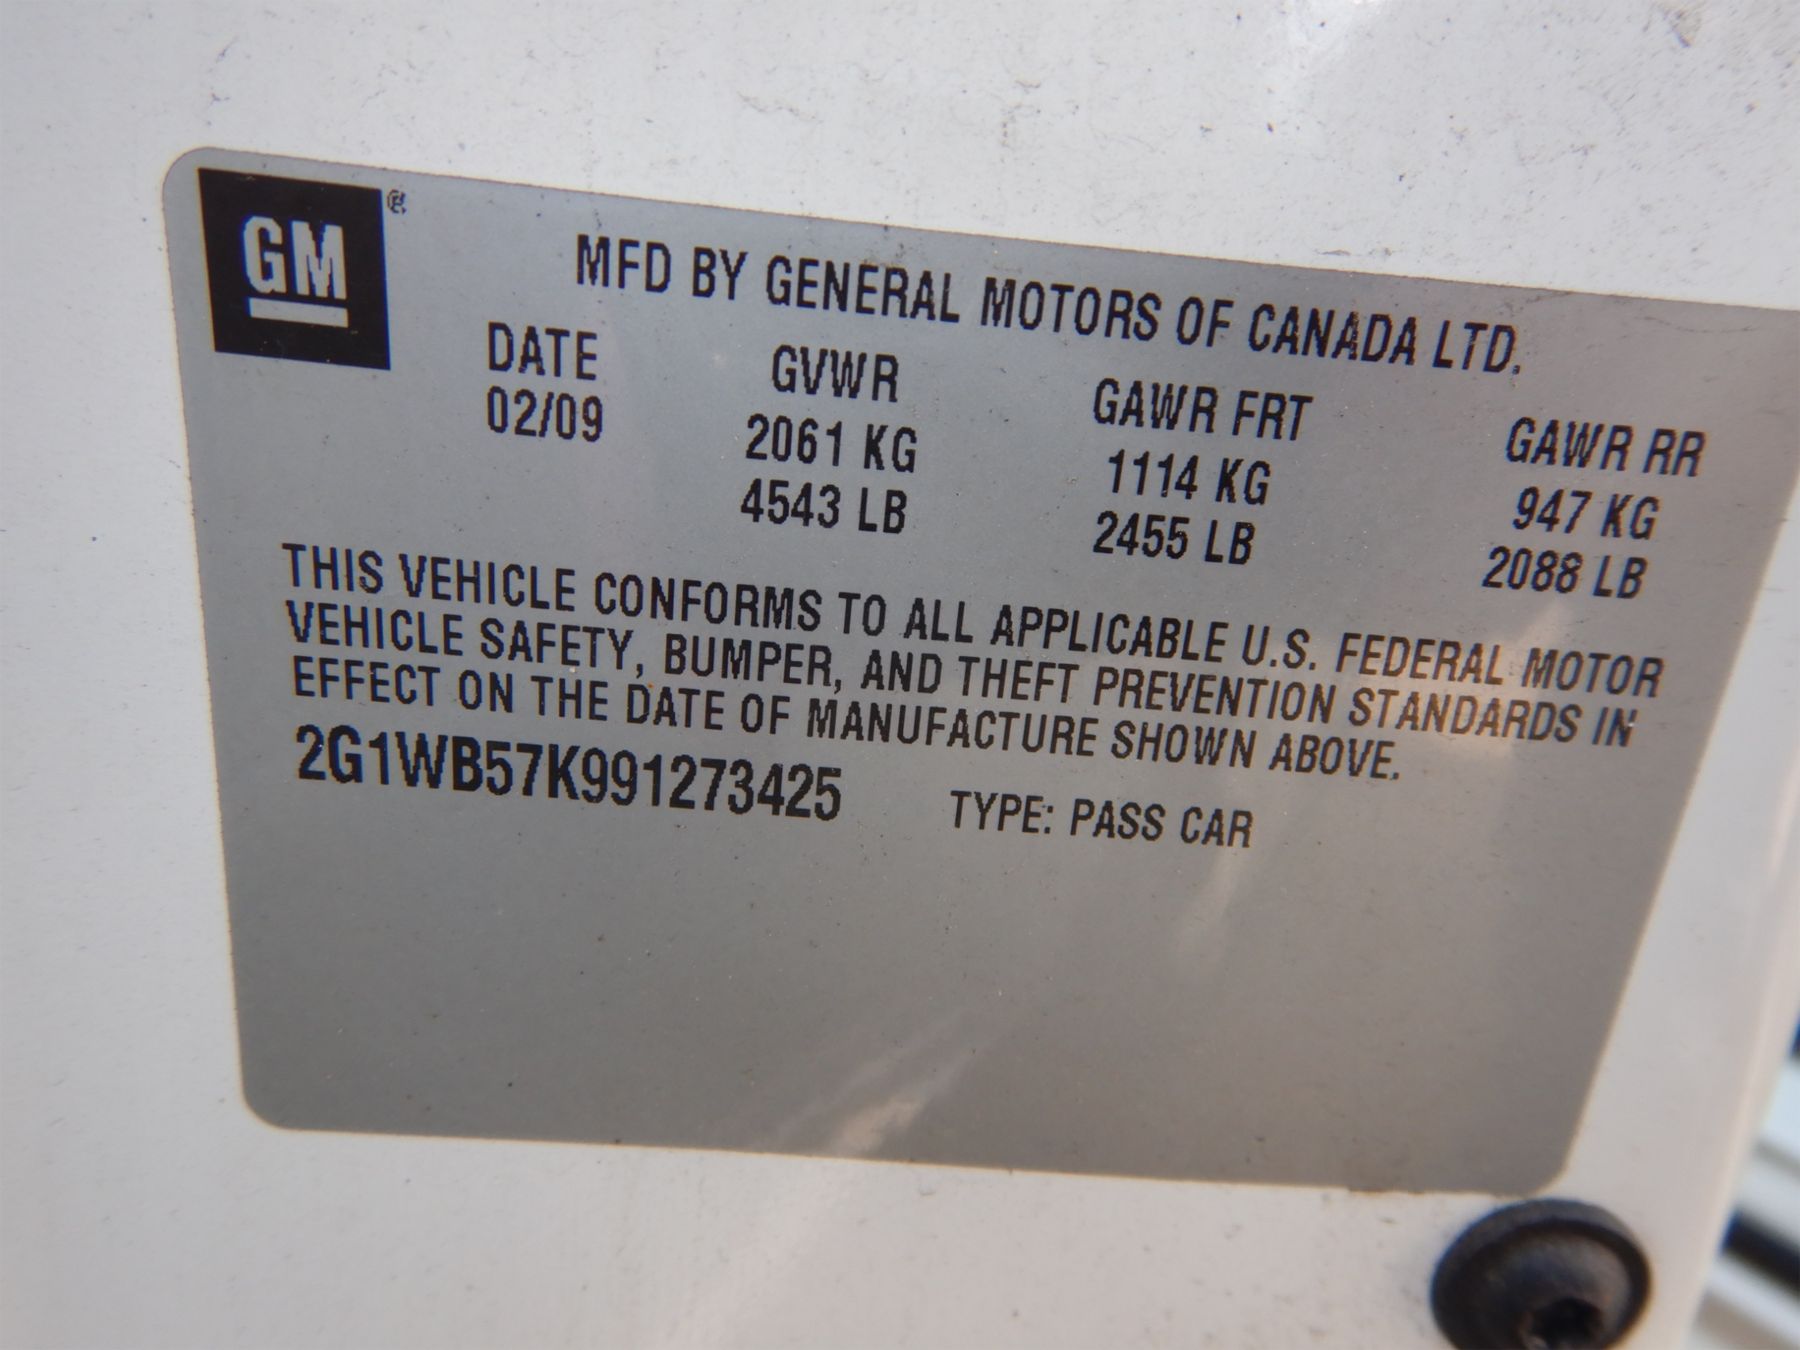 GM®
MFD BY GENERAL MOTORS OF CANADA LTD.
DATE GVWR GAWR FRT GAWR RR
02/09 2061 KG 1114 KG 947 KG
4543 LB 2455 LB 2088 LB
THIS VEHICLE CONFORMS TO ALL APPLICABLE U.S. FEDERAL MOTOR
VEHICLE SAFETY, BUMPER, AND THEFT PREVENTION STANDARDS IN
EFFECT ON THE DATE OF MANUFACTURE SHOWN ABOVE.
2G1WB57K991273425 TYPE: PASS CAR